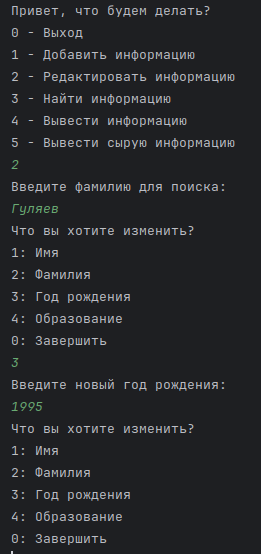 Привет, что будем делать?
0 - Выход
1 - Добавить информацию
2 - Редактировать информацию
3 - Найти информацию
4 - Вывести информацию
5 - Вывести сырую информацию
2
Введите фамилию для поиска:
Гуляев
Что вы хотите изменить?
1: Имя
2: Фамилия
3: Год рождения
4: Образование
0: Завершить
3
Введите новый год рождения:
1995
Что вы хотите изменить?
1: Имя
2: Фамилия
3: Год рождения
4: Образование
0: Завершить